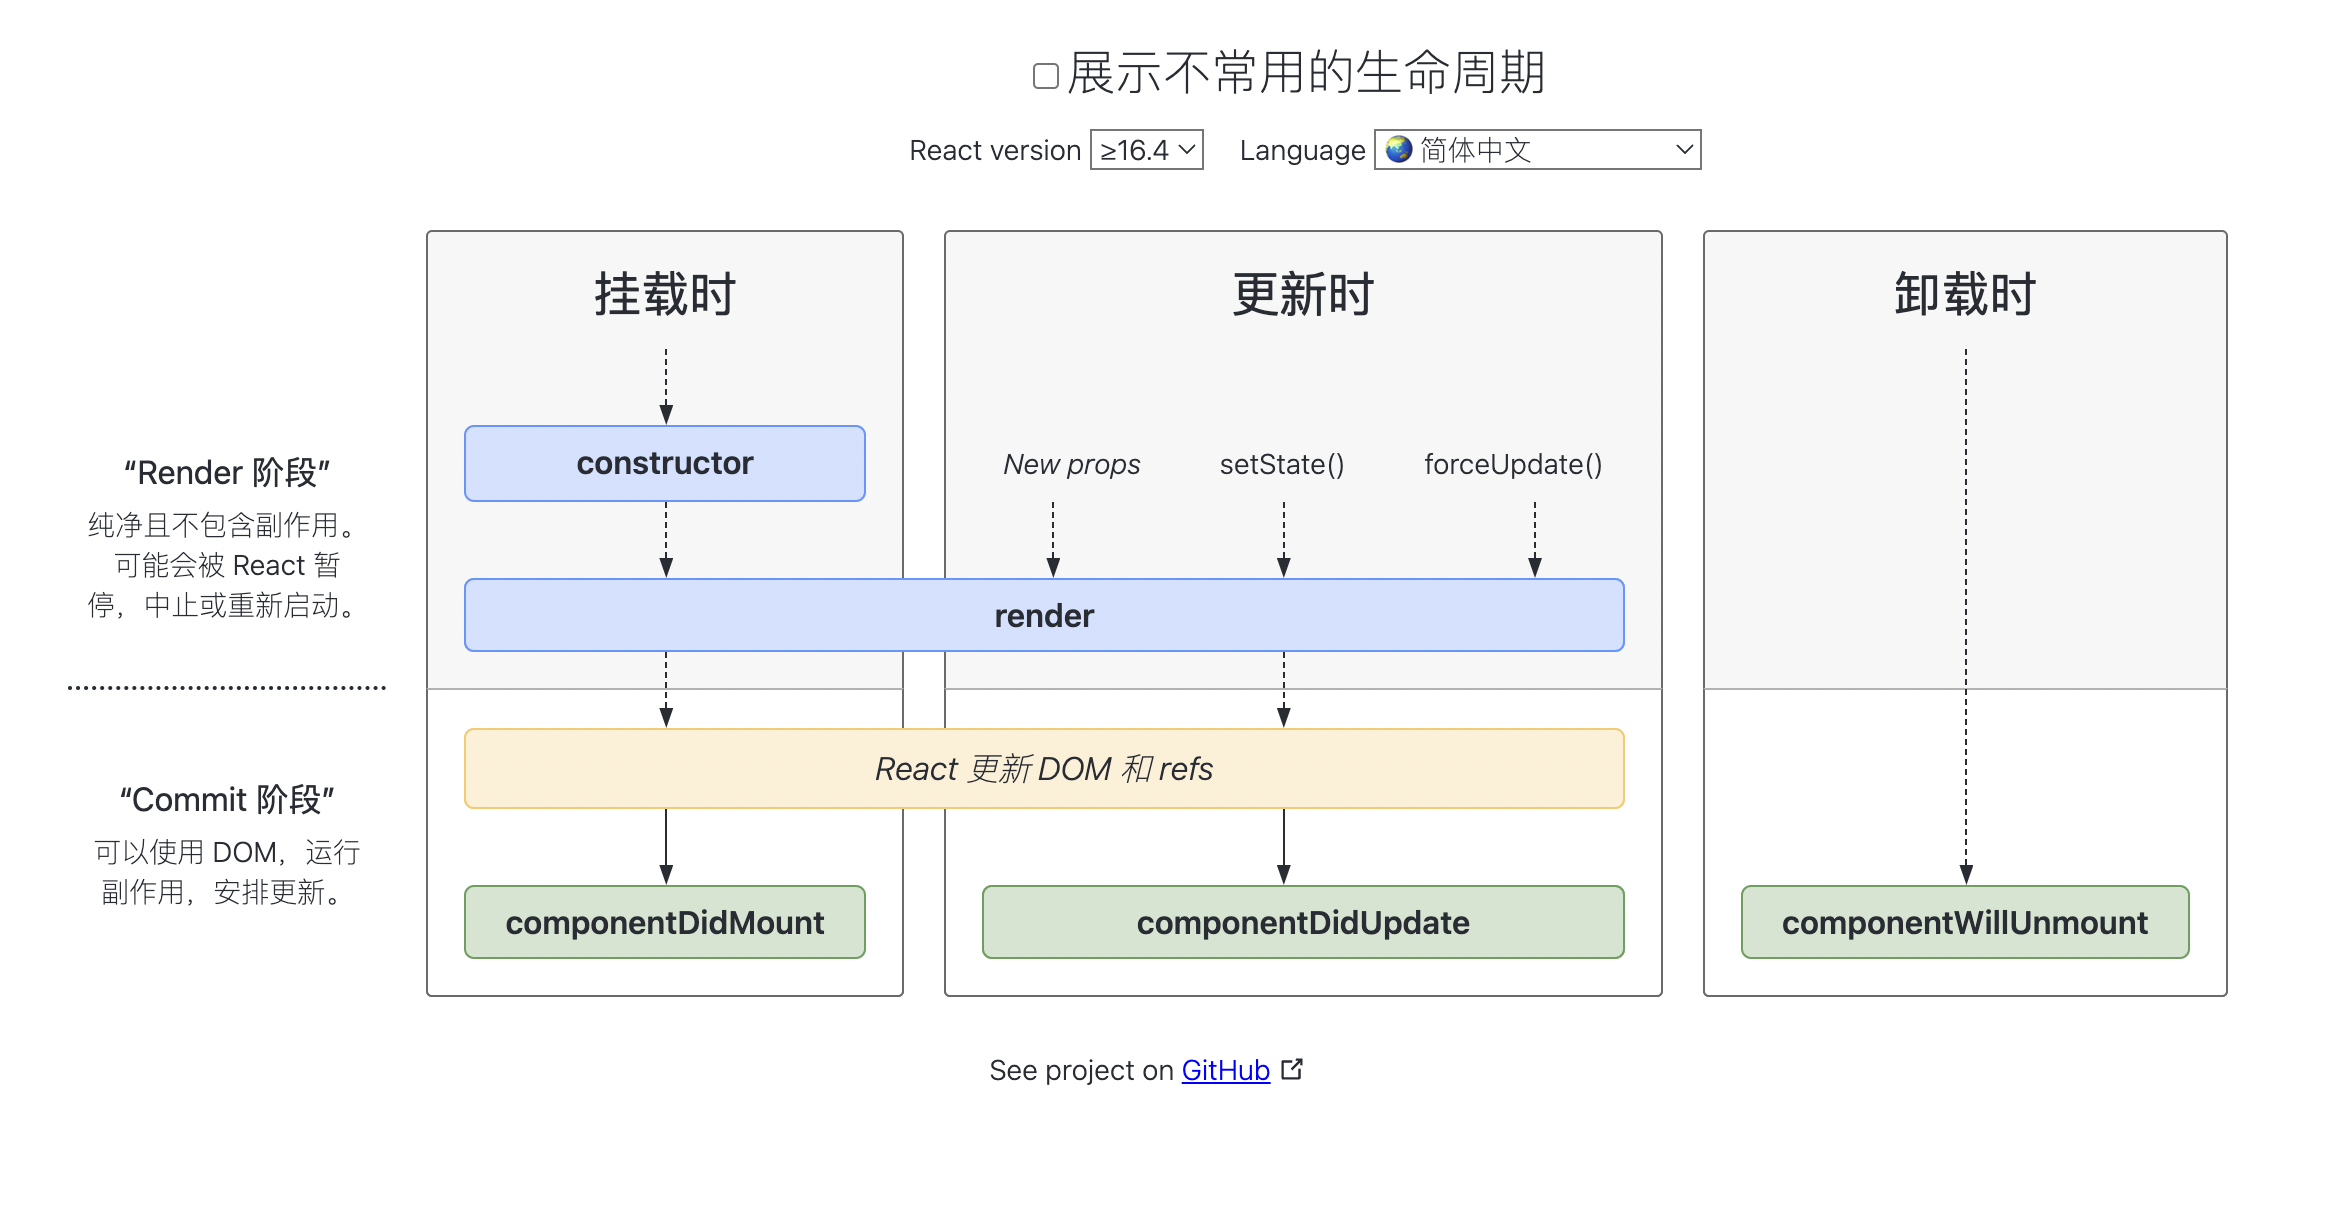 展示不常用的生命周期
React version ≥16.4 Language 🌏 简体中文
挂载时
更新时
卸载时
“Render 阶段”
纯净且不包含副作用。
可能会被 React 暂
停，中止或重新启动。
constructor
New props
setState()
forceUpdate()
render
“Commit 阶段”
可以使用 DOM，运行
副作用，安排更新。
React 更新 DOM 和 refs
componentDidMount
componentDidUpdate
componentWillUnmount
See project on GitHub